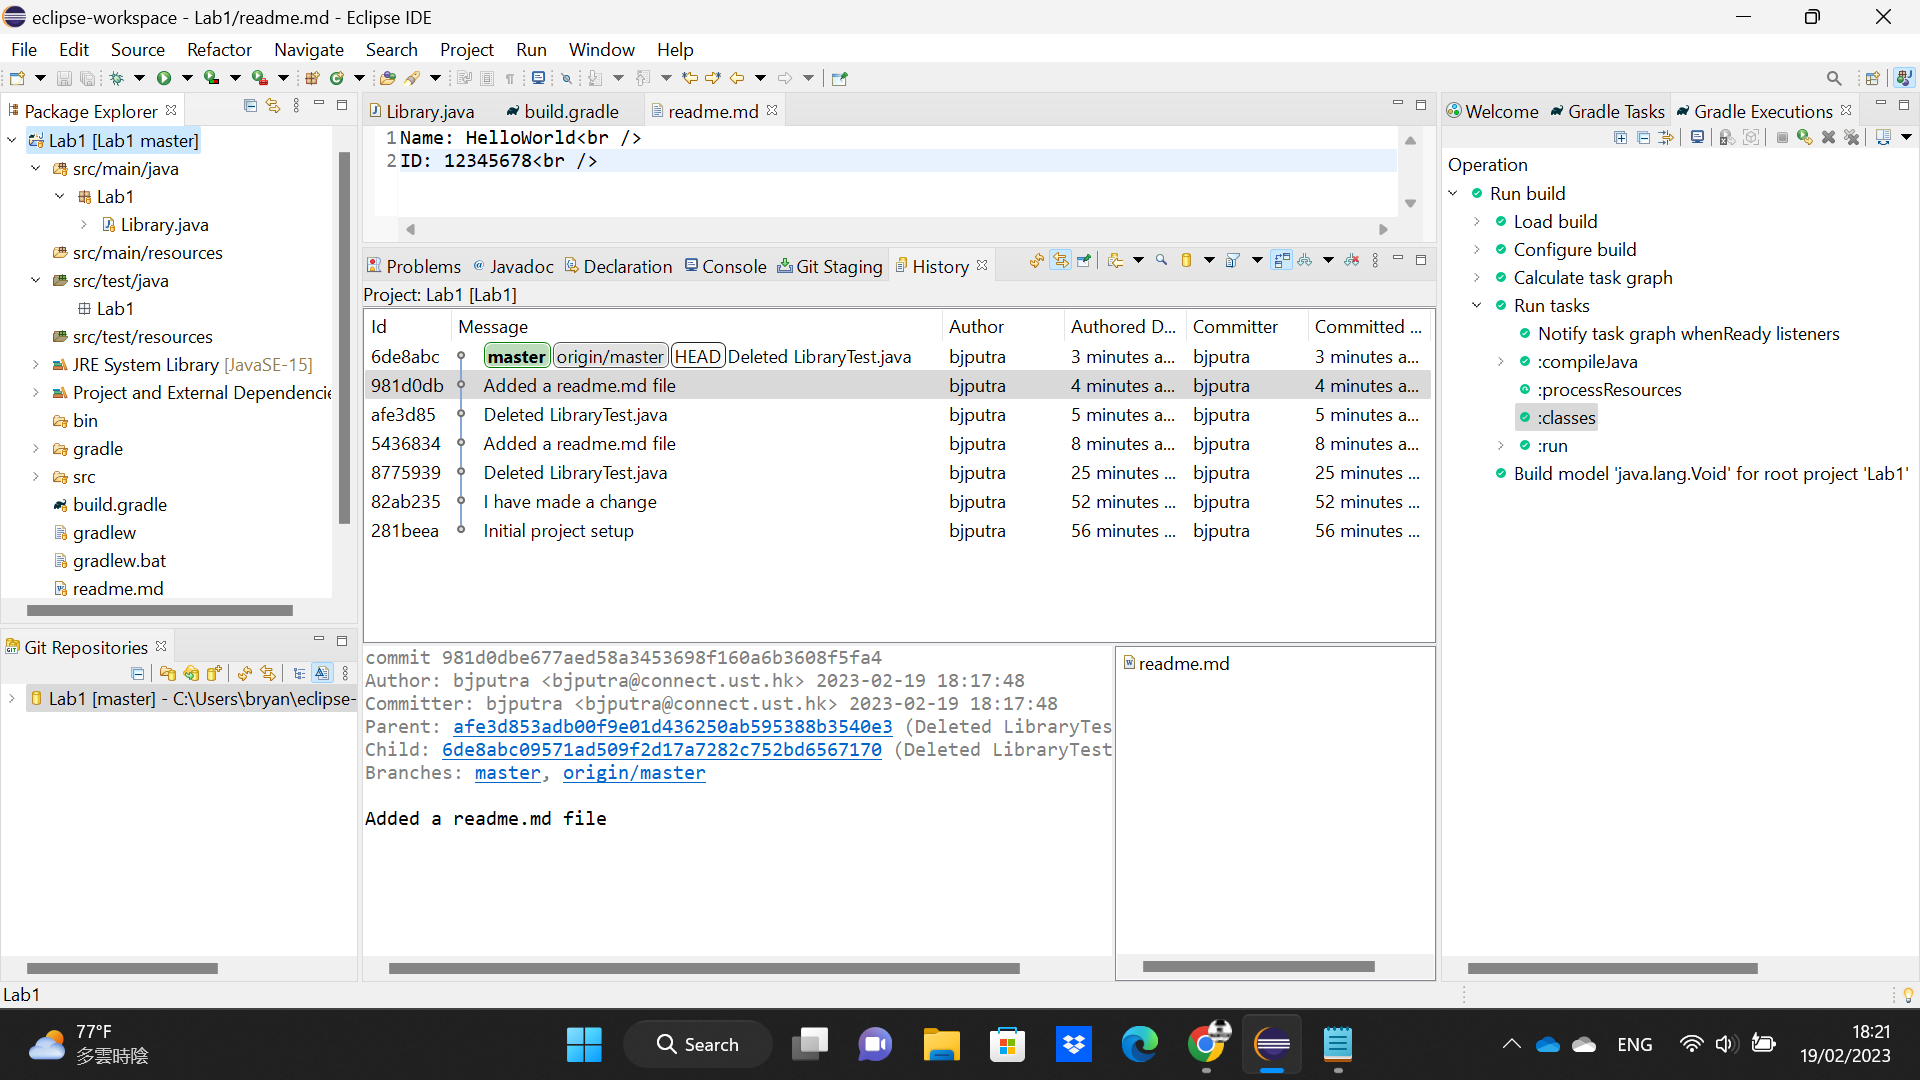 eclipse-workspace - Lab1/readme.md - Eclipse IDE
File Edit Source Refactor Navigate Search Project Run Window Help
Package Explorer
Lab1 [Lab1 master]
src/main/java
Lab1
Library.java
src/main/resources
src/test/java
Lab1
src/test/resources
JRE System Library [JavaSE-15]
Project and External Dependencie
bin
gradle
src
build.gradle
gradlew
gradlew.bat
readme.md
Git Repositories
Lab1 [master] - C:\Users\bryan\eclipse-
Library.java build.gradle readme.md
1 Name: HelloWorld<br />
2 ID: 12345678<br />
Problems @ Javadoc Declaration Console Git Staging History
Project: Lab1 [Lab1]
Id Message Author Authored D... Committer Committed ...
6de8abc master origin/master HEAD Deleted LibraryTest.java bjputra 3 minutes a... bjputra 3 minutes a...
981d0db Added a readme.md file bjputra 4 minutes a... bjputra 4 minutes a...
afe3d85 Deleted LibraryTest.java bjputra 5 minutes a... bjputra 5 minutes a...
5436834 Added a readme.md file bjputra 8 minutes a... bjputra 8 minutes a...
8775939 Deleted LibraryTest.java bjputra 25 minutes ... bjputra 25 minutes ...
82ab235 I have made a change bjputra 52 minutes ... bjputra 52 minutes ...
281beea Initial project setup bjputra 56 minutes ... bjputra 56 minutes ...
commit 981d0dbe677aed58a3453698f160a6b3608f5fa4
Author: bjputra <bjputra@connect.ust.hk> 2023-02-19 18:17:48
Committer: bjputra <bjputra@connect.ust.hk> 2023-02-19 18:17:48
Parent: afe3d853adb00f9e01d436250ab595388b3540e3 (Deleted LibraryTes
Child: 6de8abc09571ad509f2d17a7282c752bd6567170 (Deleted LibraryTest
Branches: master, origin/master
Added a readme.md file
readme.md
Welcome Gradle Tasks Gradle Executions
Operation
Run build
Load build
Configure build
Calculate task graph
Run tasks
Notify task graph whenReady listeners
:compileJava
:processResources
:classes
:run
Build model 'java.lang.Void' for root project 'Lab1'
Lab1
77°F
多雲時陰
Search
ENG
18:21
19/02/2023